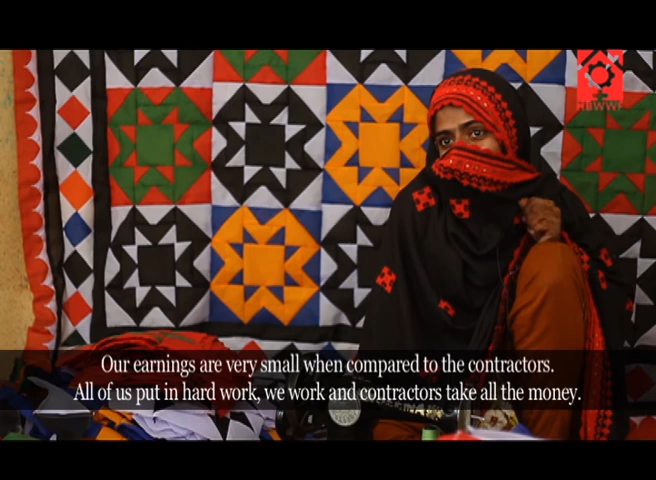 HBWWF
Our earnings are very small when compared to the contractors.
All of us put in hard work, we work and contractors take all the money.